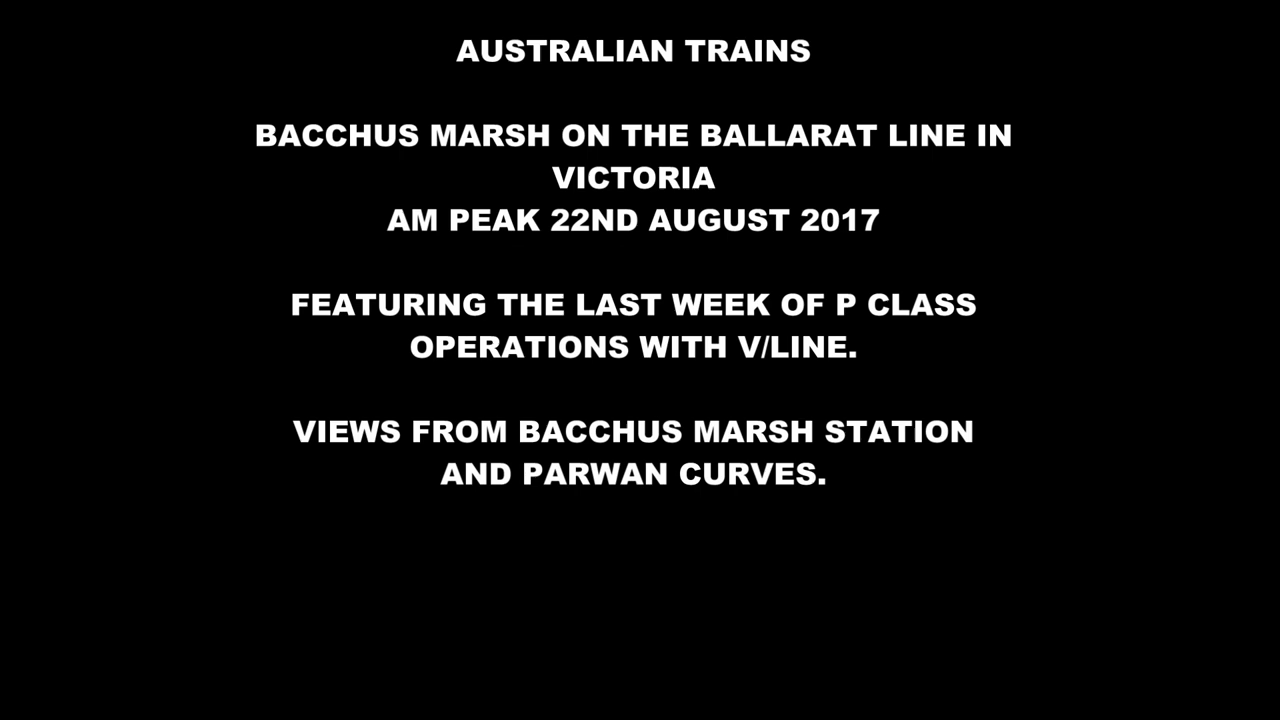 AUSTRALIAN TRAINS
BACCHUS MARSH ON THE BALLARAT LINE IN
VICTORIA
AM PEAK 22ND AUGUST 2017
FEATURING THE LAST WEEK OF P CLASS
OPERATIONS WITH V/LINE.
VIEWS FROM BACCHUS MARSH STATION
AND PARWAN CURVES.